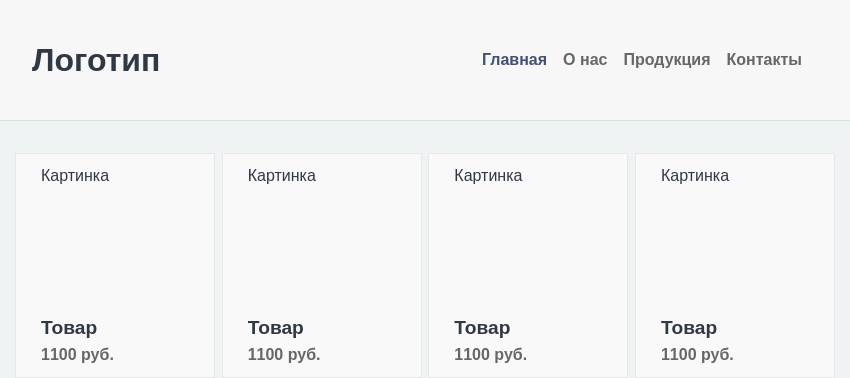 Логотип
Главная О нас Продукция Контакты
Картинка Картинка Картинка Картинка
Товар Товар Товар Товар
1100 руб. 1100 руб. 1100 руб. 1100 руб.